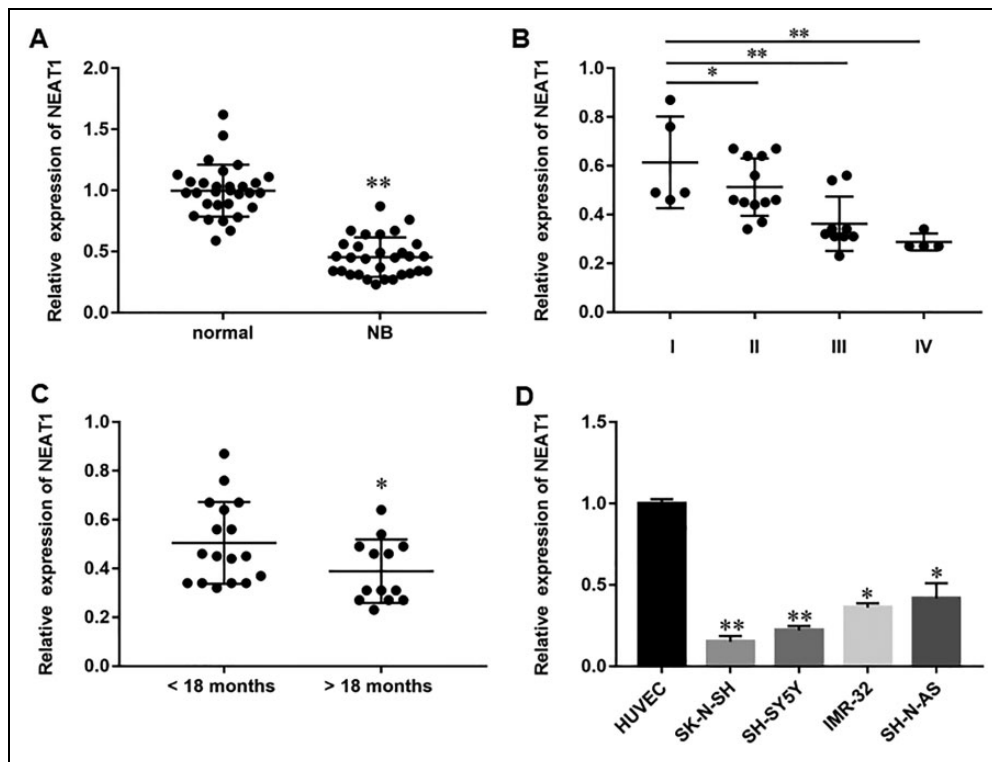 A
Relative expression of NEAT1
2.0
1.5
1.0
0.5
0.0
**
normal NB
B
Relative expression of NEAT1
1.0
0.8
0.6
0.4
0.2
0.0
**
**
*
I II III IV
C
Relative expression of NEAT1
1.0
0.8
0.6
0.4
0.2
0.0
*
< 18 months > 18 months
D
Relative expression of NEAT1
1.5
1.0
0.5
0.0
** ** * *
HUVEC
SK-N-SH
SH-SY5Y
IMR-32
SH-N-AS